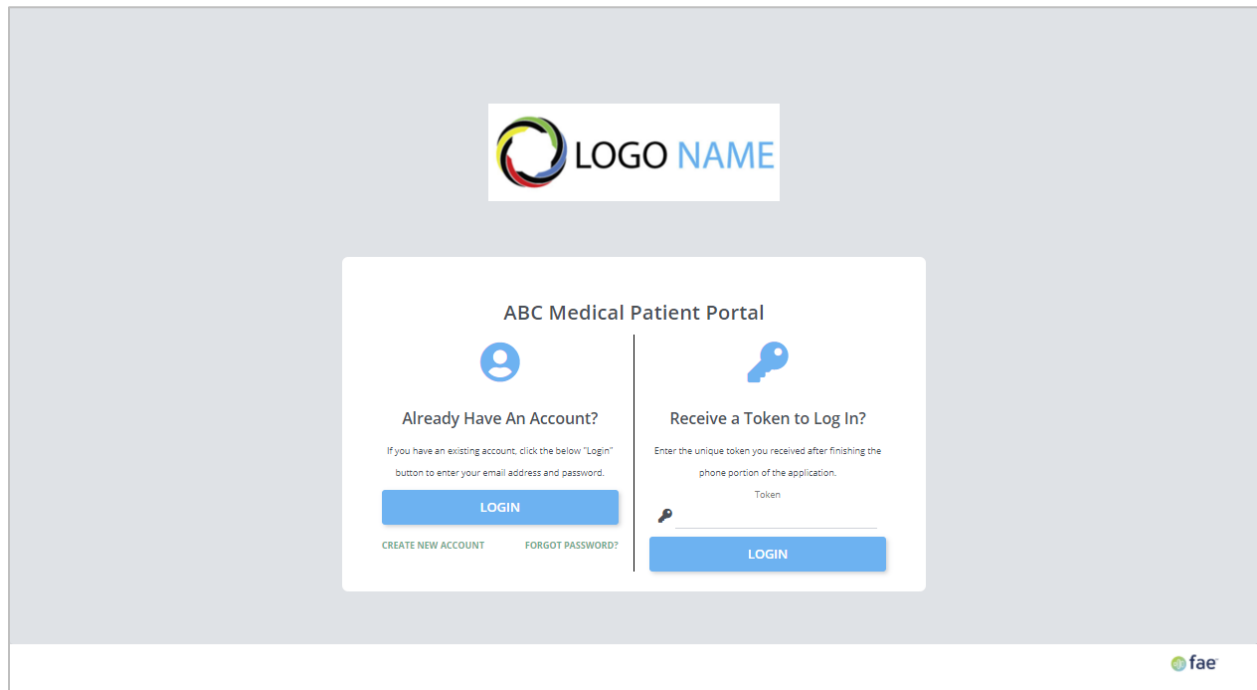 LOGO NAME
ABC Medical Patient Portal
Already Have An Account?
If you have an existing account, click the below "Login"
button to enter your email address and password.
LOGIN
CREATE NEW ACCOUNT
FORGOT PASSWORD?
Receive a Token to Log In?
Enter the unique token you received after finishing the
phone portion of the application.
Token
LOGIN
fae